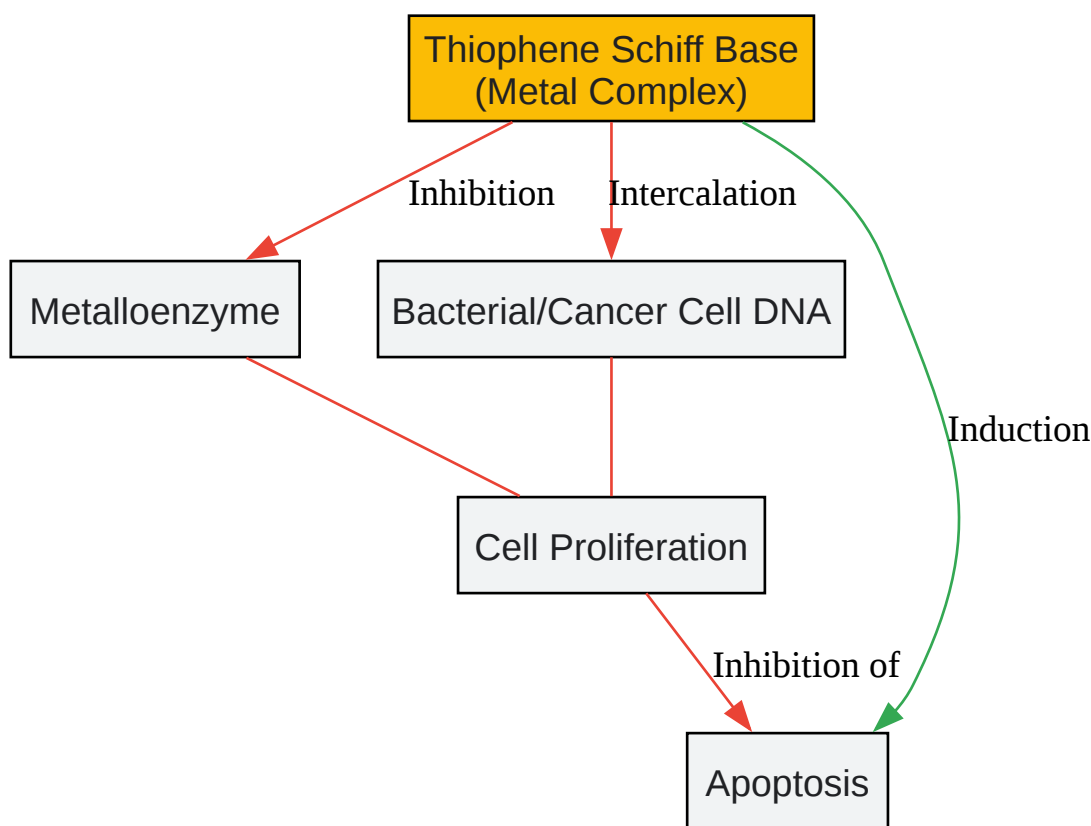 Thiophene Schiff Base
(Metal Complex)
Inhibition
Intercalation
Metalloenzyme
Bacterial/Cancer Cell DNA
Induction
Cell Proliferation
Inhibition of
Apoptosis